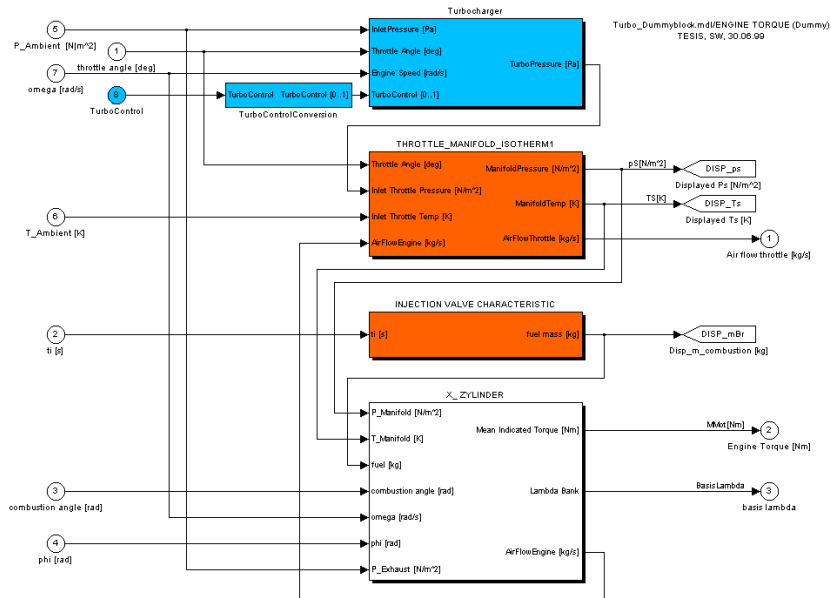 Turbocharger
Turbo_Dummyblock.mdl/ENGINE TORQUE (Dummy)
TESIS, SW, 30.06.99
5
P_Ambient [N|m^2]
1
throttle angle [deg]
7
omega [rad/s]
8
TurboControl
TurboControl TurboControl [0..1]
TurboControlConversion
InletPressure [Pa]
Throttle Angle [deg]
Engine Speed [rad/s]
TurboControl [0..1]
TurboPressure [Pa]
THROTTLE_MANIFOLD_ISOTHERM1
Throttle Angle [deg]
Inlet Throttle Pressure [N/m^2]
Inlet Throttle Temp [K]
AirFlowEngine [kg/s]
ManifoldPressure [N/m^2]
ManifoldTemp [K]
AirFlowThrottle [kg/s]
pS[N/m^2]
DISP_ps
Displayed Ps [N/m^2]
TS[K]
DISP_Ts
Displayed Ts [K]
1
Air flow throttle [kg/s]
6
T_Ambient [K]
INJECTION VALVE CHARACTERISTIC
2
ti [s]
ti [s]
fuel mass [kg]
DISP_mBr
Disp_m_combustion [kg]
X_ZYLINDER
P_Manifold [N/m^2]
T_Manifold [K]
fuel [kg]
combustion angle [rad]
omega [rad/s]
phi [rad]
P_Exhaust [N/m^2]
Mean Indicated Torque [Nm]
Lambda Bank
AirFlowEngine [kg/s]
MMot[Nm]
2
Engine Torque [Nm]
BasisLambda
3
basis lambda
3
combustion angle [rad]
4
phi [rad]